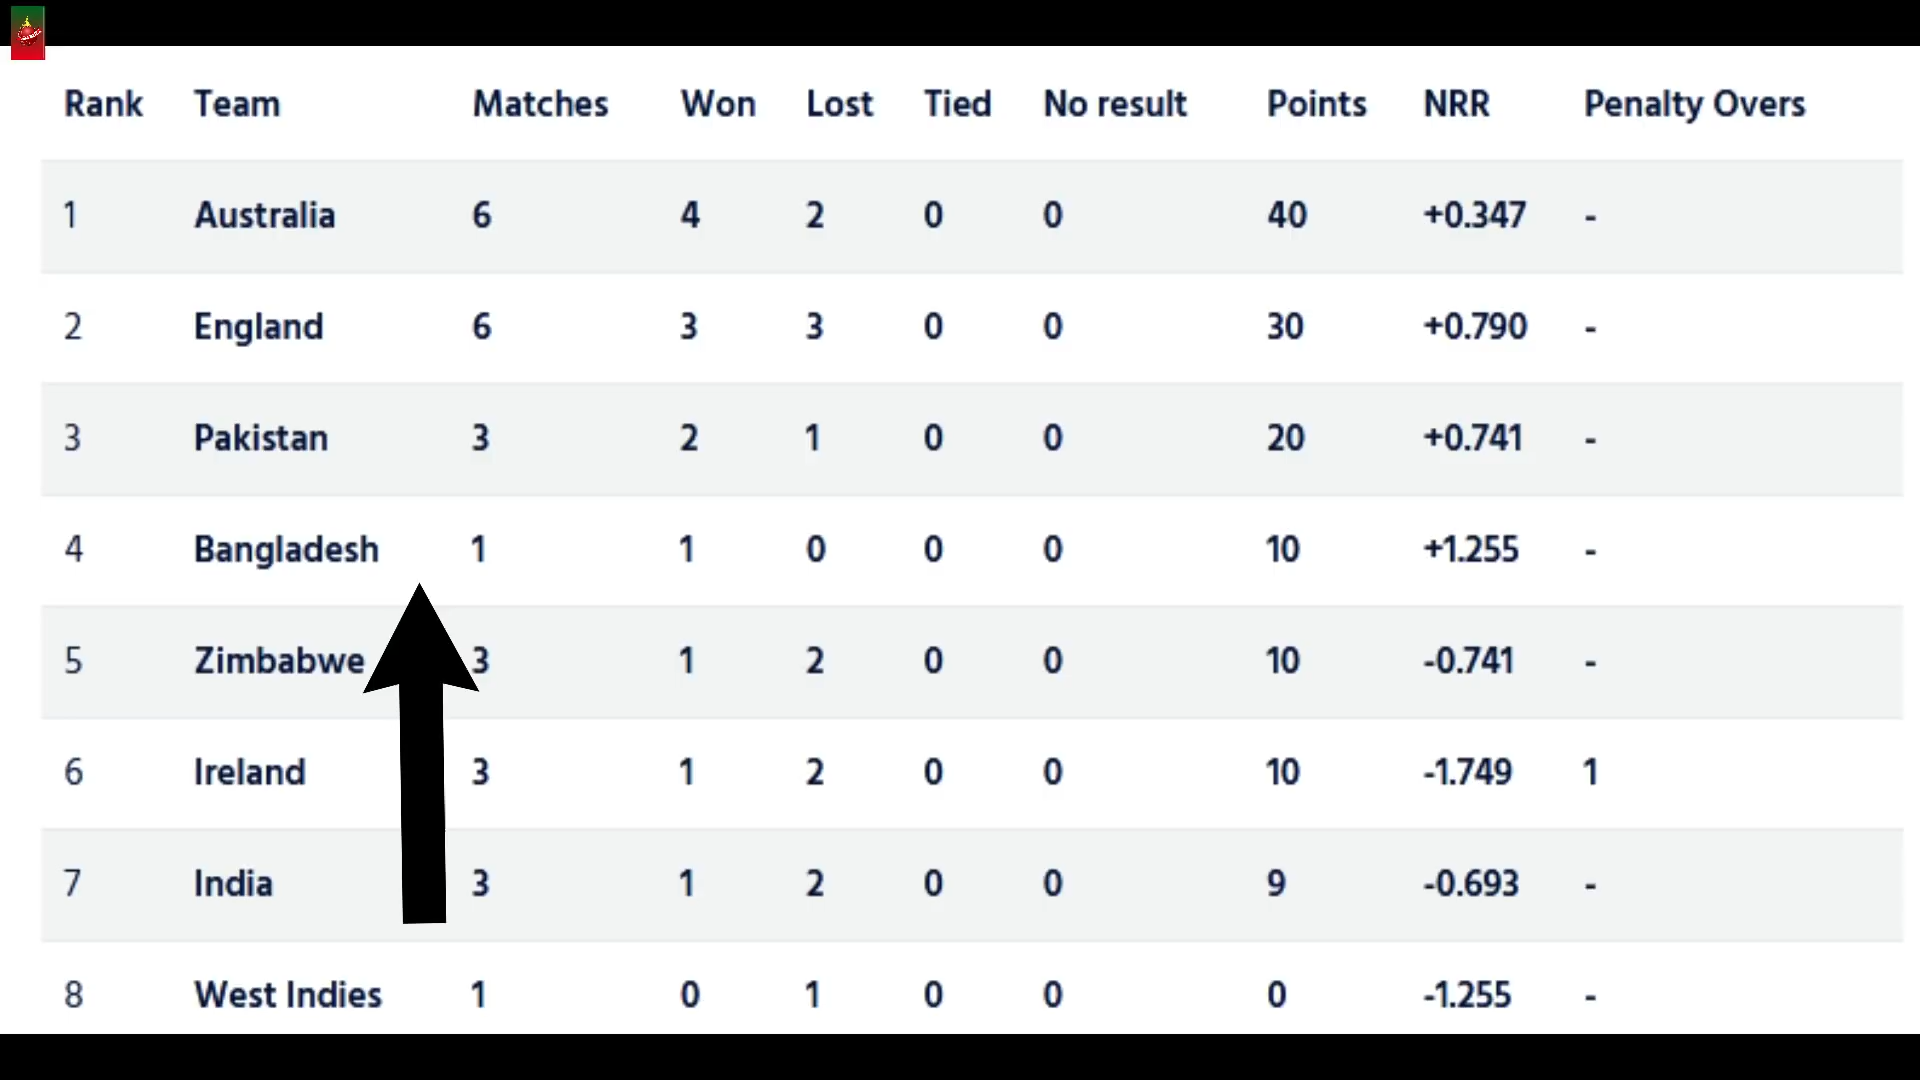 Rank Team Matches Won Lost Tied No result Points NRR Penalty Overs
1 Australia 6 4 2 0 0 40 +0.347 -
2 England 6 3 3 0 0 30 +0.790 -
3 Pakistan 3 2 1 0 0 20 +0.741 -
4 Bangladesh 1 1 0 0 0 10 +1.255 -
5 Zimbabwe 3 1 2 0 0 10 -0.741 -
6 Ireland 3 1 2 0 0 10 -1.749 1
7 India 3 1 2 0 0 9 -0.693 -
8 West Indies 1 0 1 0 0 0 -1.255 -